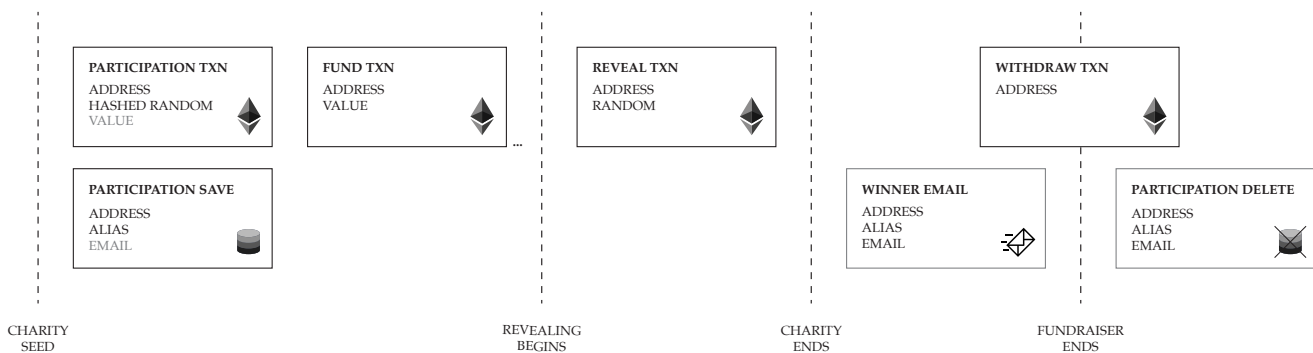 PARTICIPATION TXN
ADDRESS
HASHED RANDOM
VALUE
FUND TXN
ADDRESS
VALUE
...
REVEAL TXN
ADDRESS
RANDOM
WITHDRAW TXN
ADDRESS
PARTICIPATION SAVE
ADDRESS
ALIAS
EMAIL
WINNER EMAIL
ADDRESS
ALIAS
EMAIL
PARTICIPATION DELETE
ADDRESS
ALIAS
EMAIL
CHARITY
SEED
REVEALING
BEGINS
CHARITY
ENDS
FUNDRAISER
ENDS